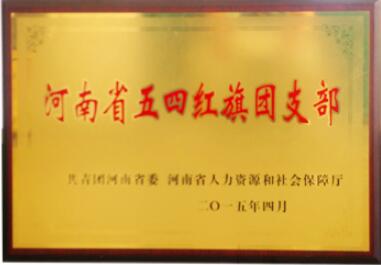 河南省五四红旗团支部
共青团河南省委 河南省人力资源和社会保障厅
二〇一五年四月